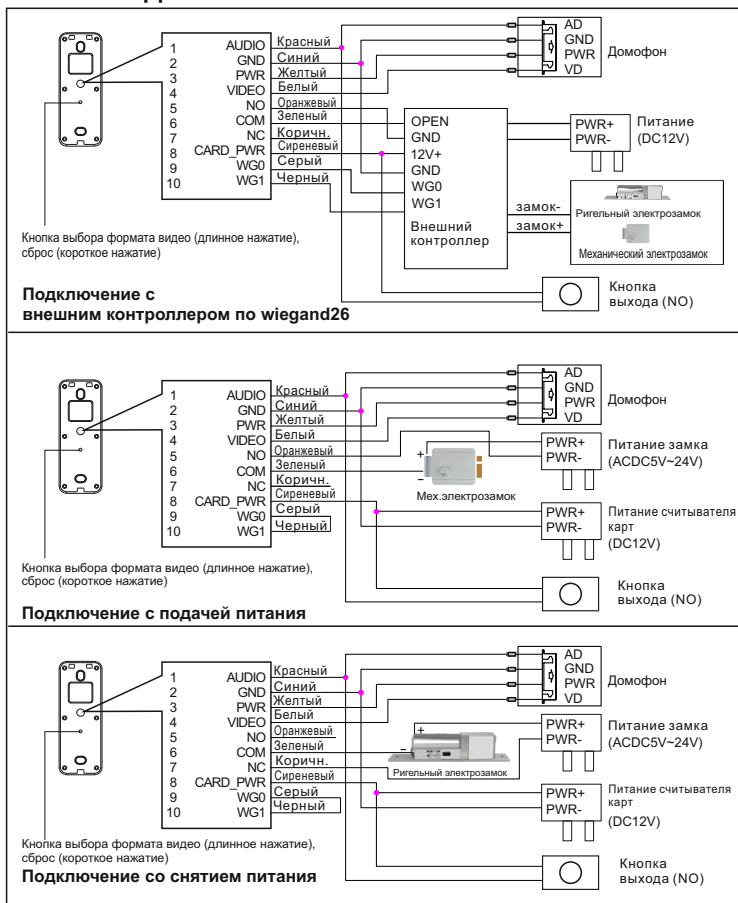 1 AUDIO Красный
2 GND Синий
3 PWR Желтый
4 VIDEO Белый
5 NO Оранжевый
6 COM Зеленый
7 NC Коричн.
8 CARD_PWR Сиреневый
9 WG0 Серый
10 WG1 Черный
AD
GND
PWR
VD
Домофон
OPEN
GND
12V+
GND
WG0
WG1
Внешний
контроллер
PWR+
PWR-
Питание
(DC12V)
замок-
замок+
Ригельный электрозамок
Механический электрозамок
Кнопка
выхода (NO)
Кнопка выбора формата видео (длинное нажатие),
сброс (короткое нажатие)
Подключение с
внешним контроллером по wiegand26
1 AUDIO Красный
2 GND Синий
3 PWR Желтый
4 VIDEO Белый
5 NO Оранжевый
6 COM Зеленый
7 NC Коричн.
8 CARD_PWR Сиреневый
9 WG0 Серый
10 WG1 Черный
AD
GND
PWR
VD
Домофон
+
–
Мех.электрозамок
PWR+
PWR-
Питание замка
(ACDC5V~24V)
PWR+
PWR-
Питание считывателя
карт
(DC12V)
Кнопка
выхода (NO)
Кнопка выбора формата видео (длинное нажатие),
сброс (короткое нажатие)
Подключение с подачей питания
1 AUDIO Красный
2 GND Синий
3 PWR Желтый
4 VIDEO Белый
5 NO Оранжевый
6 COM Зеленый
7 NC Коричн.
8 CARD_PWR Сиреневый
9 WG0 Серый
10 WG1 Черный
AD
GND
PWR
VD
Домофон
+
–
Ригельный электрозамок
PWR+
PWR-
Питание замка
(ACDC5V~24V)
PWR+
PWR-
Питание считывателя
карт
(DC12V)
Кнопка
выхода (NO)
Кнопка выбора формата видео (длинное нажатие),
сброс (короткое нажатие)
Подключение со снятием питания